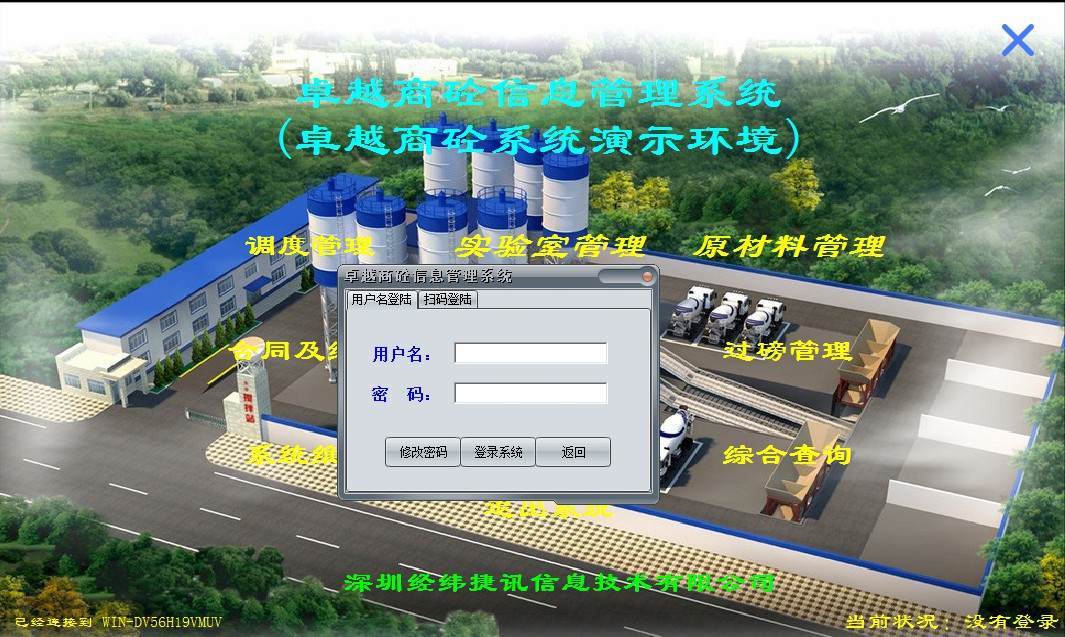 卓越商砼信息管理系统
(卓越商砼系统演示环境)
调度管理
实验室管理
原材料管理
卓越商砼信息管理系统
用户名登陆
扫码登陆
用户名：
合同及
过磅管理
密 码：
修改密码
登录系统
返回
系统维
综合查询
深圳经纬捷讯信息技术有限公司
已经连接到 WIN-DV56H19VMUV
当前状况：没有登录